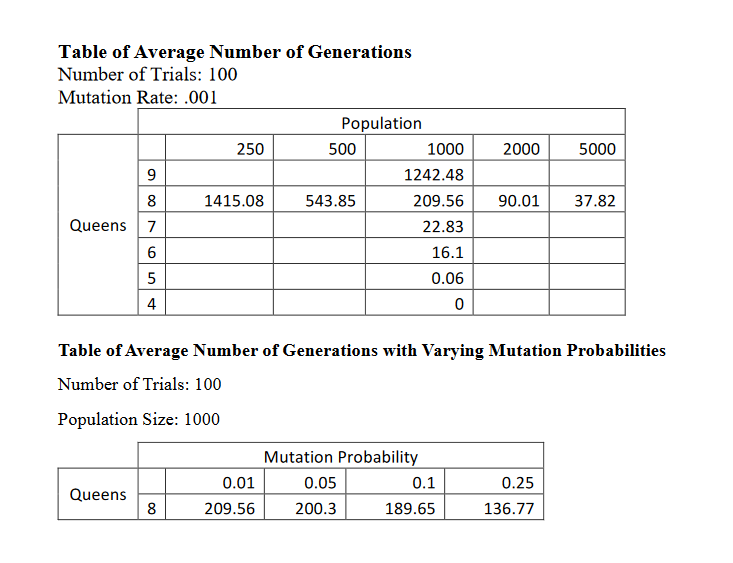 Table of Average Number of Generations
Number of Trials: 100
Mutation Rate: .001
Population
250 500 1000 2000 5000
9 1242.48
8 1415.08 543.85 209.56 90.01 37.82
Queens 7 22.83
6 16.1
5 0.06
4 0
Table of Average Number of Generations with Varying Mutation Probabilities
Number of Trials: 100
Population Size: 1000
Mutation Probability
0.01 0.05 0.1 0.25
Queens
8 209.56 200.3 189.65 136.77